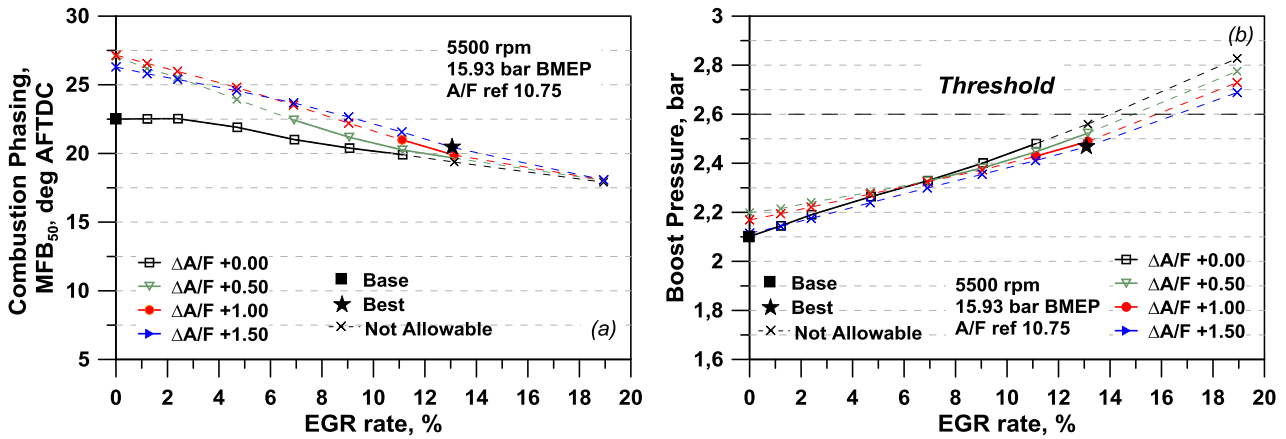 30
25
20
15
10
5
0
2
4
6
8
10
12
14
16
18
20
Combustion Phasing,
MFB₅₀, deg AFTDC
EGR rate, %
5500 rpm
15.93 bar BMEP
A/F ref 10.75
ΔA/F +0.00
ΔA/F +0.50
ΔA/F +1.00
ΔA/F +1.50
Base
Best
Not Allowable
(a)
3
2,8
2,6
2,4
2,2
2
1,8
1,6
0
2
4
6
8
10
12
14
16
18
20
Boost Pressure, bar
EGR rate, %
(b)
Threshold
Base
Best
Not Allowable
5500 rpm
15.93 bar BMEP
A/F ref 10.75
ΔA/F +0.00
ΔA/F +0.50
ΔA/F +1.00
ΔA/F +1.50